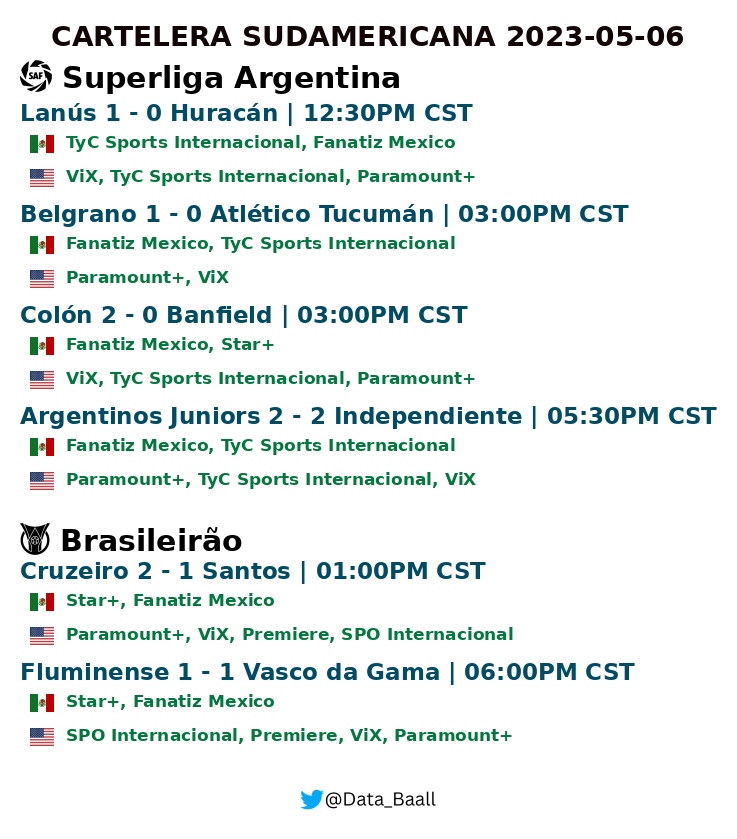 CARTELERA SUDAMERICANA 2023-05-06
SAF Superliga Argentina
Lanús 1 - 0 Huracán | 12:30PM CST
TyC Sports Internacional, Fanatiz Mexico
ViX, TyC Sports Internacional, Paramount+
Belgrano 1 - 0 Atlético Tucumán | 03:00PM CST
Fanatiz Mexico, TyC Sports Internacional
Paramount+, ViX
Colón 2 - 0 Banfield | 03:00PM CST
Fanatiz Mexico, Star+
ViX, TyC Sports Internacional, Paramount+
Argentinos Juniors 2 - 2 Independiente | 05:30PM CST
Fanatiz Mexico, TyC Sports Internacional
Paramount+, TyC Sports Internacional, ViX
Brasileirão
Cruzeiro 2 - 1 Santos | 01:00PM CST
Star+, Fanatiz Mexico
Paramount+, ViX, Premiere, SPO Internacional
Fluminense 1 - 1 Vasco da Gama | 06:00PM CST
Star+, Fanatiz Mexico
SPO Internacional, Premiere, ViX, Paramount+
@Data_Baall